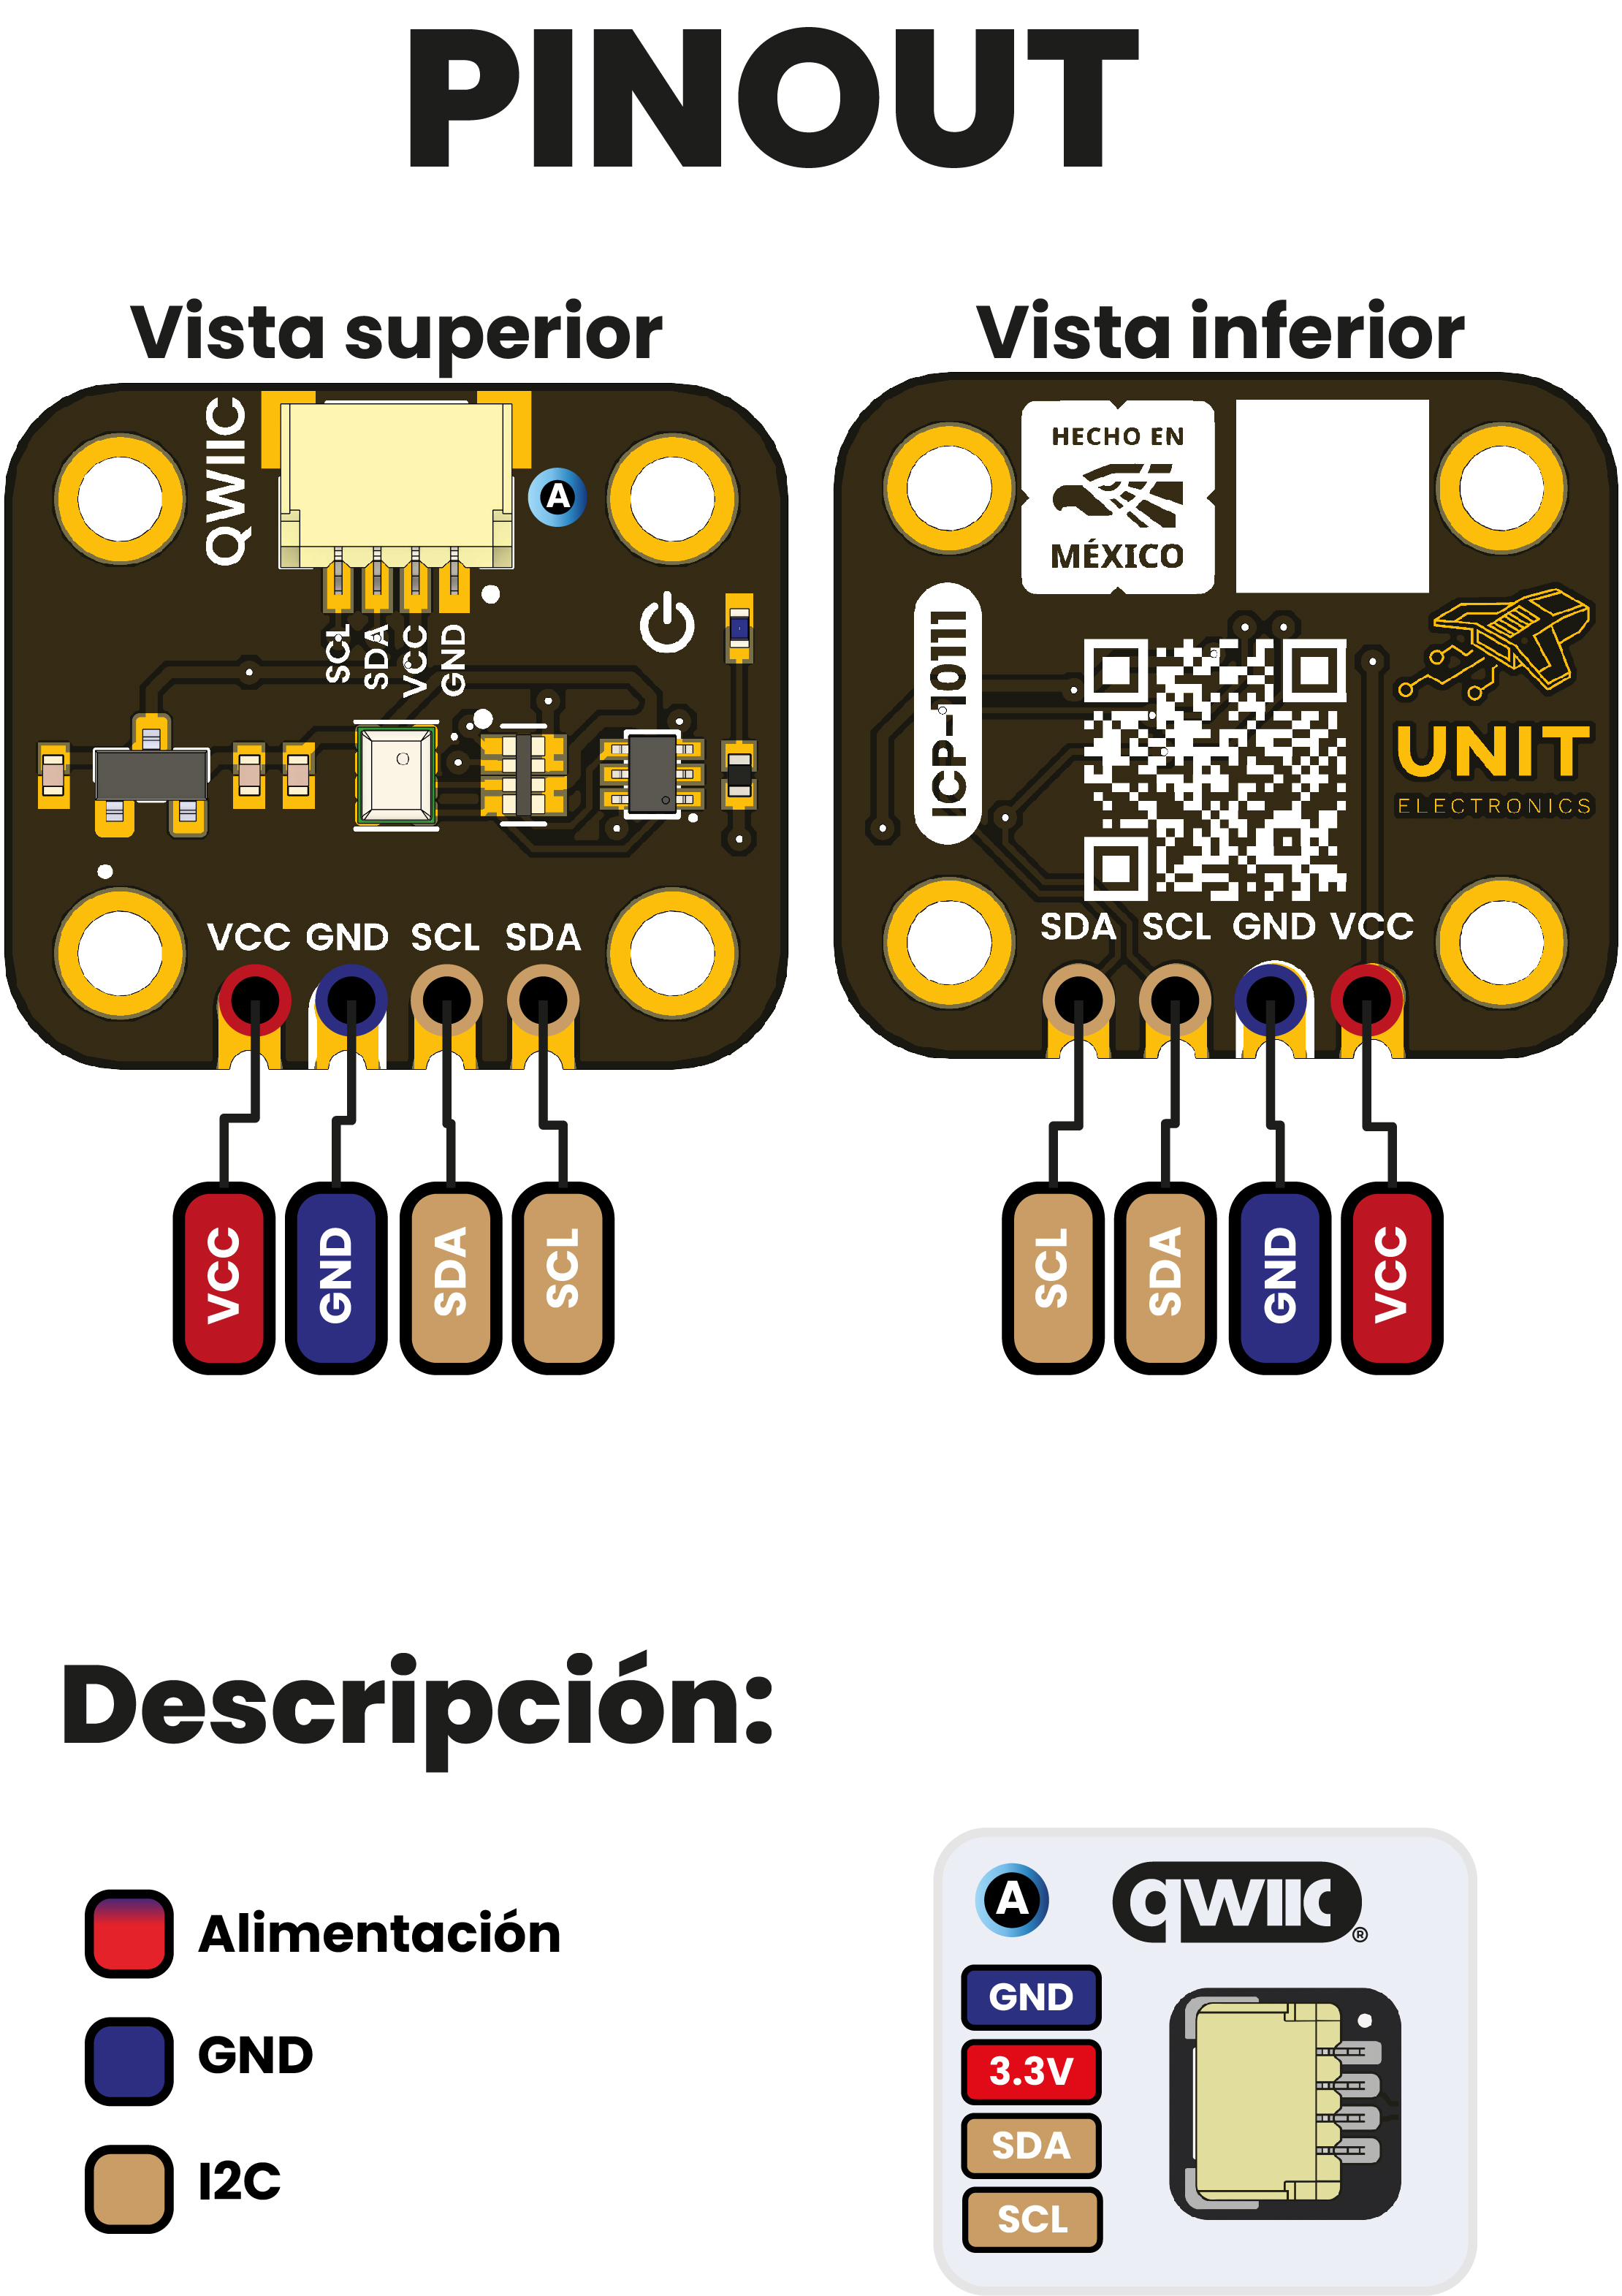 PINOUT
Vista superior
Vista inferior
QWIIC
A
SCL
SDA
VCC
GND
VCC GND SCL SDA
VCC
GND
SDA
SCL
HECHO EN
MÉXICO
ICP-10111
UNIT
ELECTRONICS
SDA SCL GND VCC
SCL
SDA
GND
VCC
Descripción:
Alimentación
GND
I2C
A
qwiic®
GND
3.3V
SDA
SCL